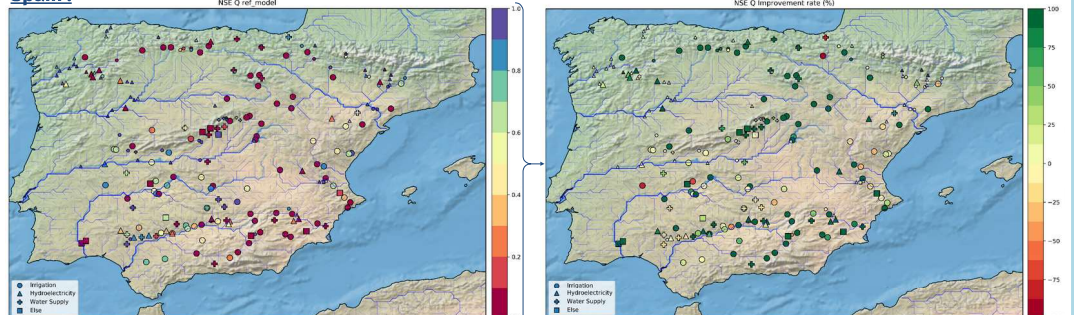 NSE Q ref_model
1.0
0.8
0.6
0.4
0.2
Irrigation
Hydroelectricity
Water Supply
Else
NSE Q Improvement rate (%)
100
75
50
25
0
−25
−50
−75
Irrigation
Hydroelectricity
Water Supply
Else